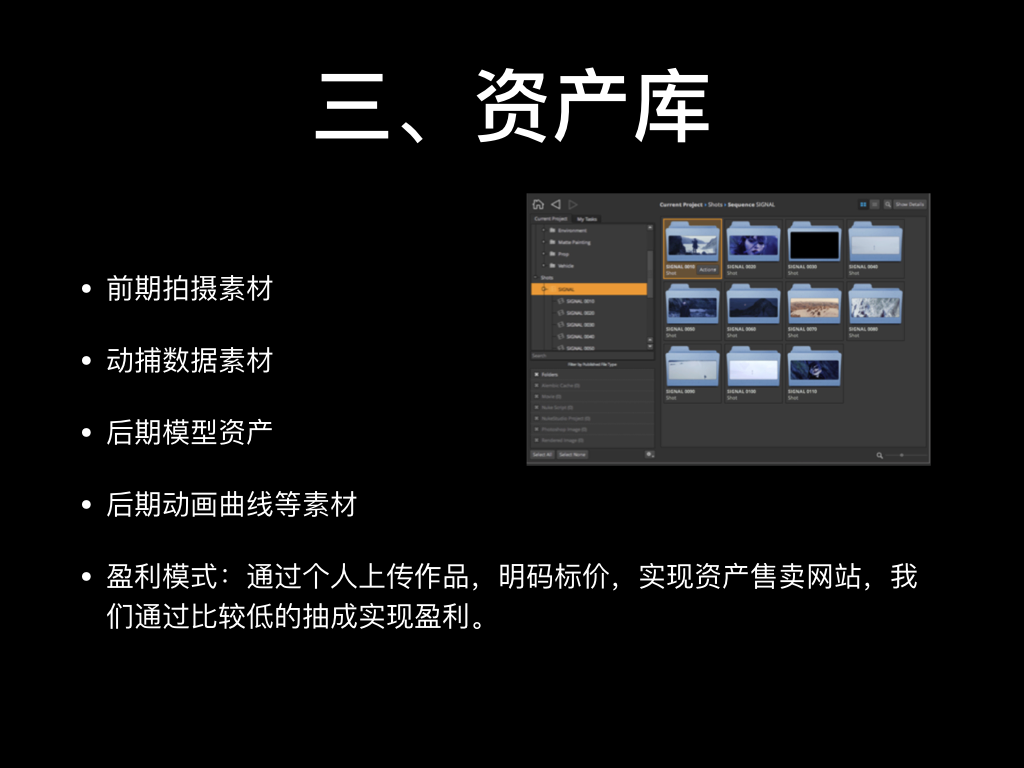 三、资产库
Current Project › Shots › Sequence SIGNAL
Show Details
Current Project
My Tasks
Environment
Matte Painting
Prop
Vehicle
Shots
SIGNAL
SIGNAL 0010
SIGNAL 0020
SIGNAL 0030
SIGNAL 0040
SIGNAL 0050
Search
Filter by Published File Type
Folders
Alembic Cache (0)
Movie (0)
Nuke Script (0)
NukeStudio Project (0)
Photoshop Image (0)
Rendered Image (0)
Select All
Select None
SIGNAL 0010
Shot
Actions
SIGNAL 0020
Shot
SIGNAL 0030
Shot
SIGNAL 0040
Shot
SIGNAL 0050
Shot
SIGNAL 0060
Shot
SIGNAL 0070
Shot
SIGNAL 0080
Shot
SIGNAL 0090
Shot
SIGNAL 0100
Shot
SIGNAL 0110
Shot
• 前期拍摄素材
• 动捕数据素材
• 后期模型资产
• 后期动画曲线等素材
• 盈利模式：通过个人上传作品，明码标价，实现资产售卖网站，我
们通过比较低的抽成实现盈利。